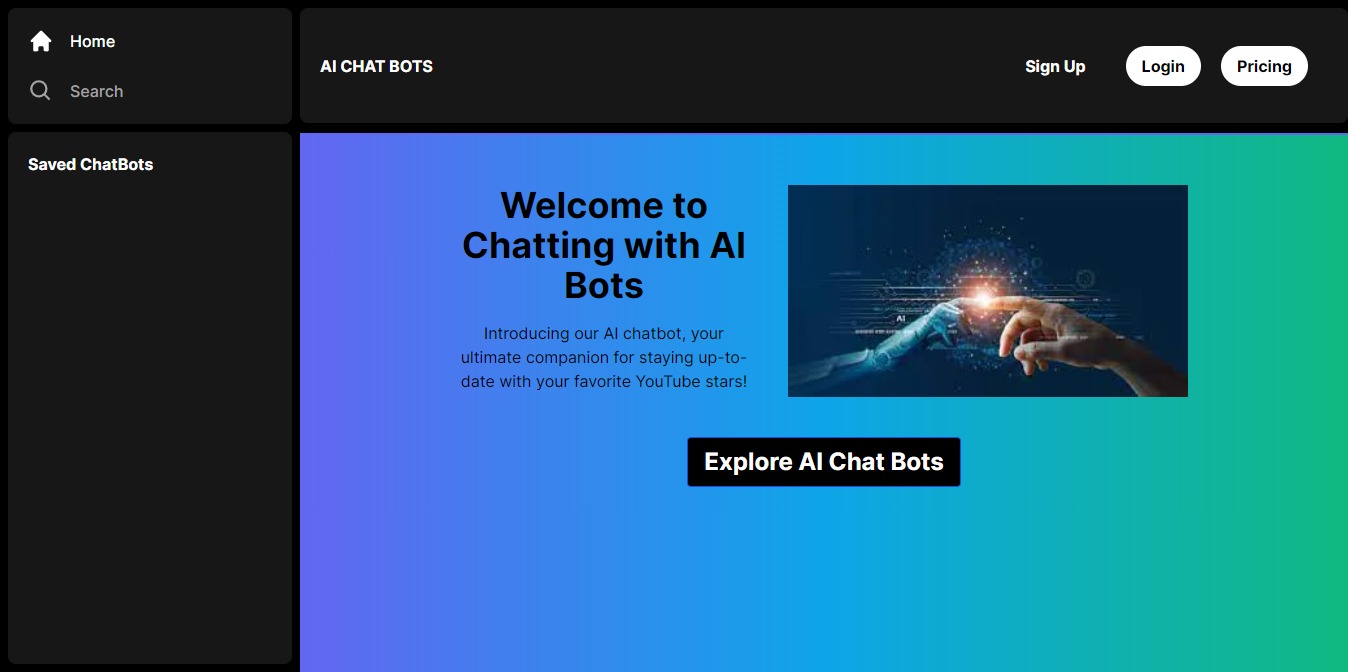 Home
Search
Saved ChatBots
AI CHAT BOTS
Sign Up
Login
Pricing
Welcome to
Chatting with AI
Bots
Introducing our AI chatbot, your
ultimate companion for staying up-to-
date with your favorite YouTube stars!
AI
Explore AI Chat Bots